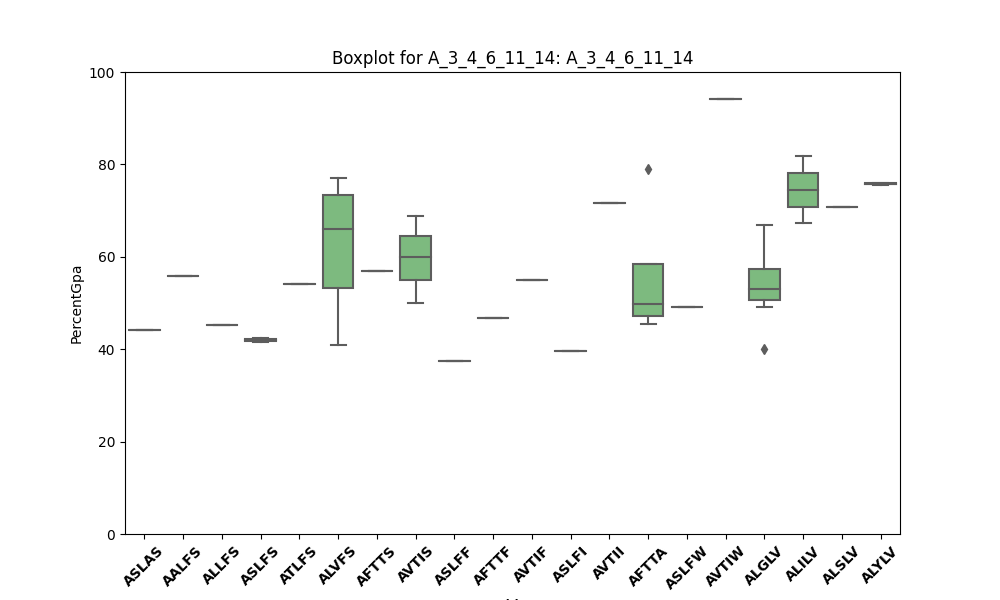 Boxplot for A_3_4_6_11_14: A_3_4_6_11_14
100
80
60
40
20
0
PercentGpa
ASLAS
AALFS
ALLFS
ASLFS
ATLFS
ALVFS
AFTTS
AVTIS
ASLFF
AFTTF
AVTIF
ASLFI
AVTII
AFTTA
ASLFW
AVTIW
ALGLV
ALILV
ALSLV
ALYLV